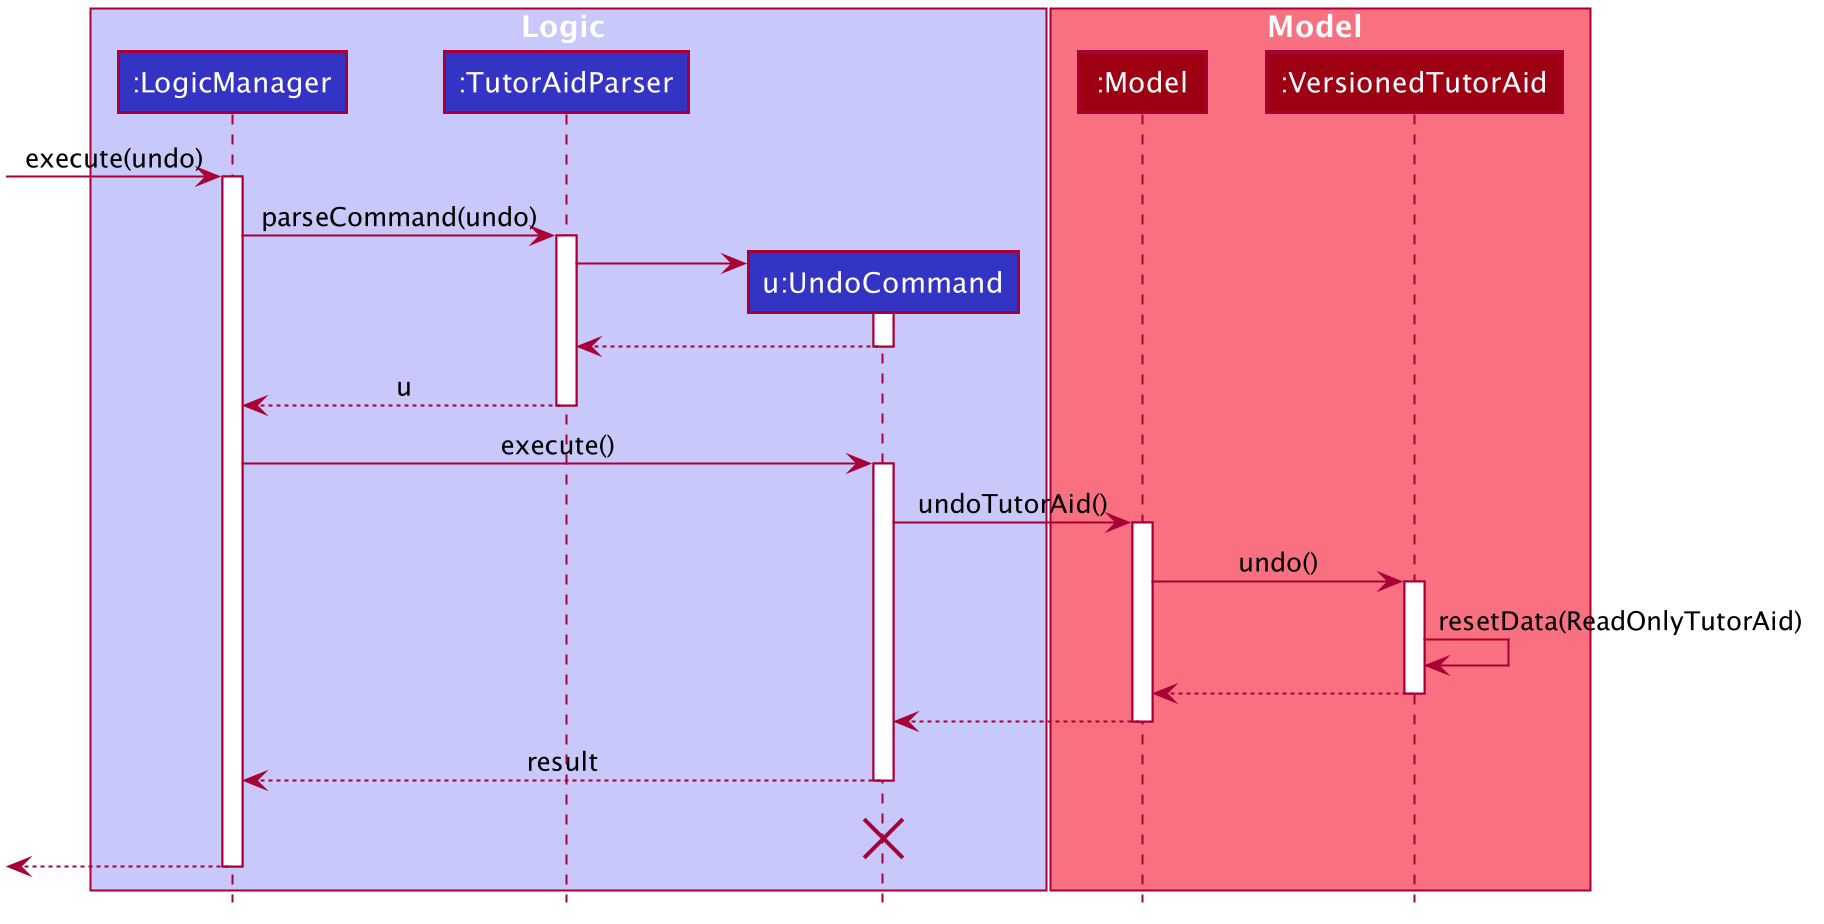 Logic
Model
:LogicManager
:TutorAidParser
:Model
:VersionedTutorAid
execute(undo)
parseCommand(undo)
u:UndoCommand
u
execute()
undoTutorAid()
undo()
resetData(ReadOnlyTutorAid)
result